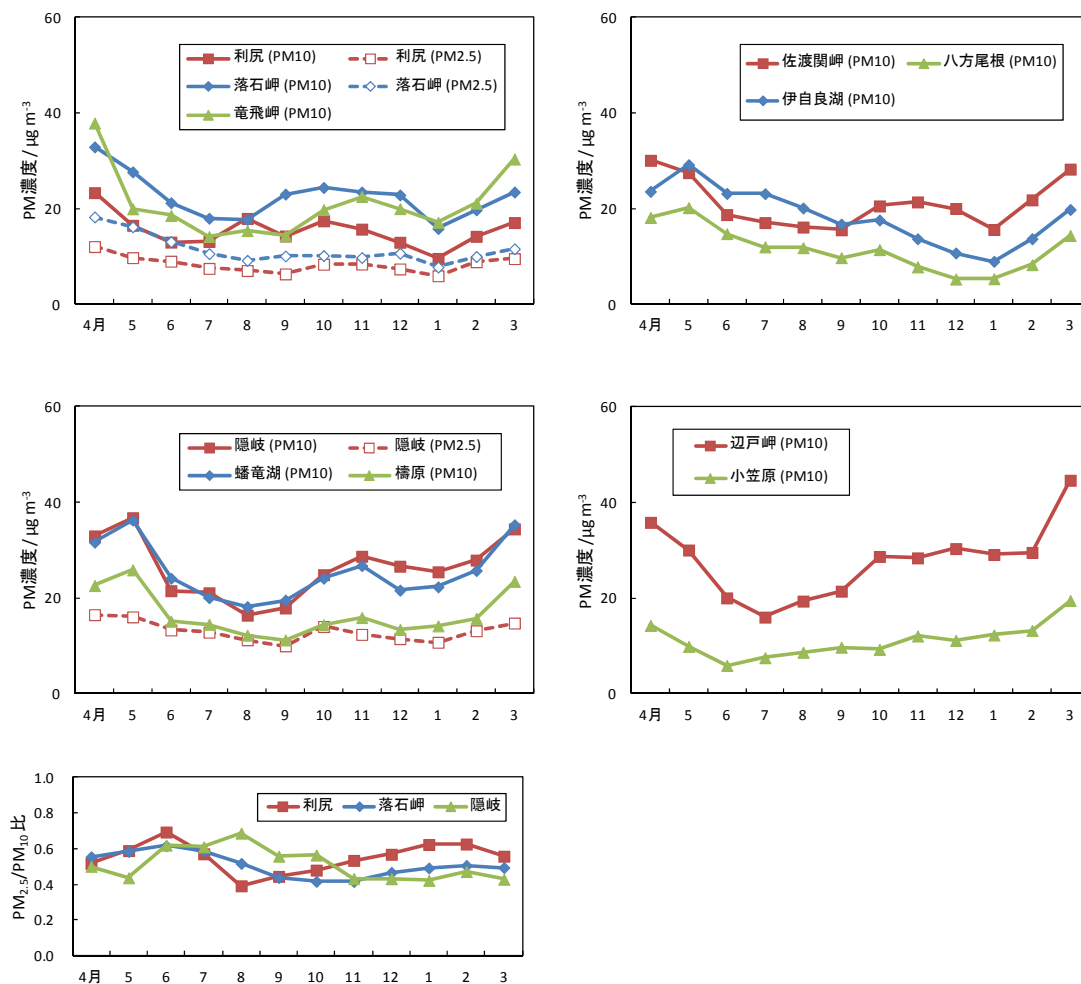 60
40
20
0
PM濃度 / μg m-3
利尻 (PM10) 利尻 (PM2.5)
落石岬 (PM10) 落石岬 (PM2.5)
竜飛岬 (PM10)
4月 5 6 7 8 9 10 11 12 1 2 3
60
40
20
0
PM濃度 / μg m-3
佐渡関岬 (PM10) 八方尾根 (PM10)
伊自良湖 (PM10)
4月 5 6 7 8 9 10 11 12 1 2 3
60
40
20
0
PM濃度 / μg m-3
隠岐 (PM10) 隠岐 (PM2.5)
蟠竜湖 (PM10) 檮原 (PM10)
4月 5 6 7 8 9 10 11 12 1 2 3
60
40
20
0
PM濃度 /μg m-3
辺戸岬 (PM10)
小笠原 (PM10)
4月 5 6 7 8 9 10 11 12 1 2 3
1.0
0.8
0.6
0.4
0.2
0.0
PM2.5/PM10 比
利尻 落石岬 隠岐
4月 5 6 7 8 9 10 11 12 1 2 3